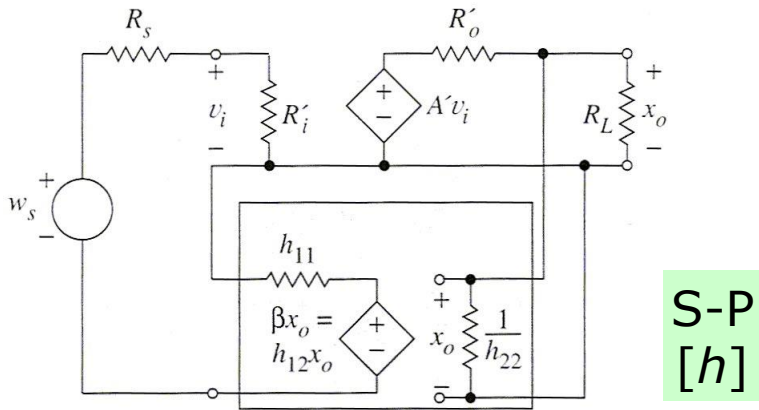 R_s
R´_o
+
v_i
−
R´_i
+
−
A´v_i
R_L
+
x_o
−
+
w_s
−
h_11
βx_o =
h_12x_o
+
−
+
x_o
−
1
h_22
S-P
[h]